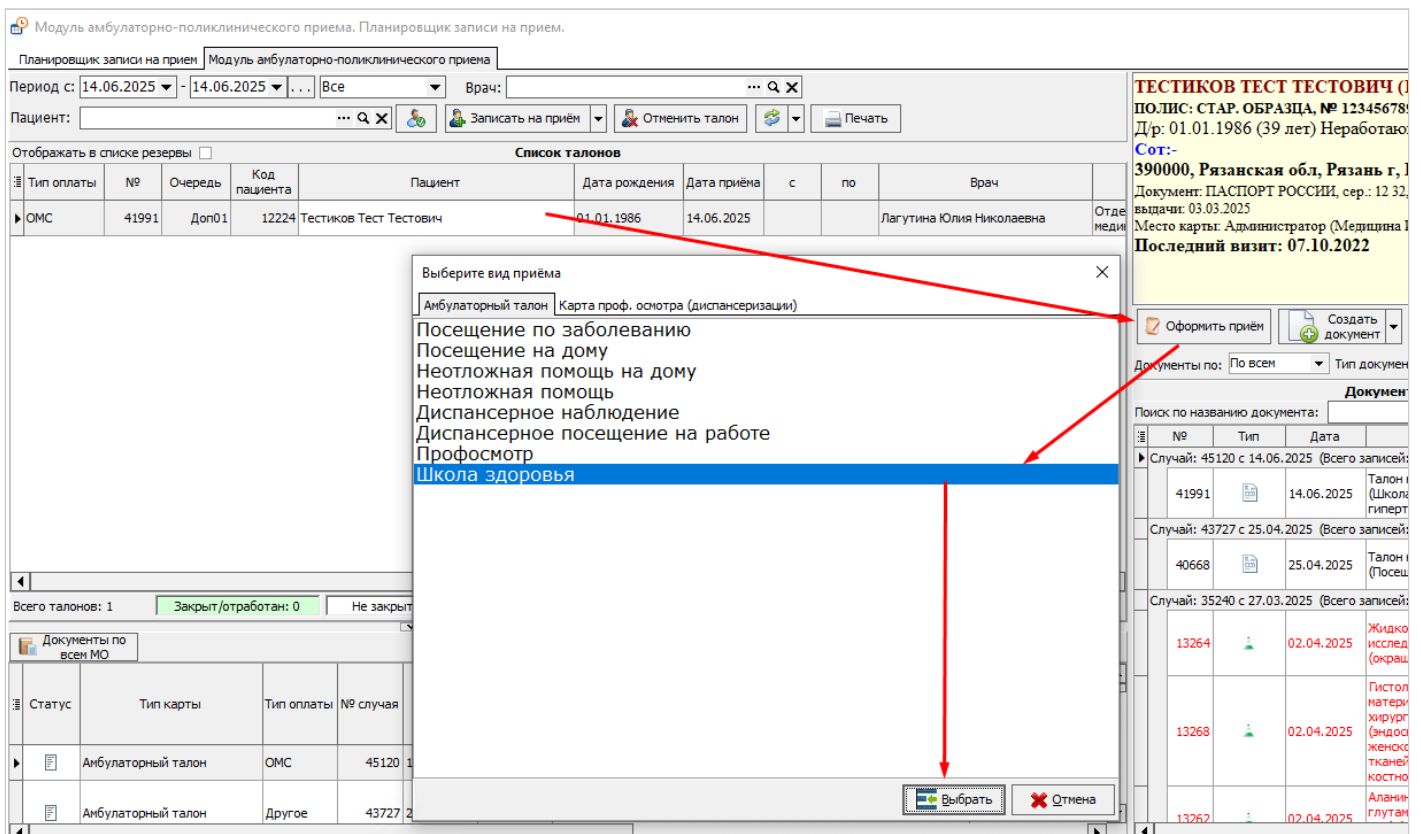 Модуль амбулаторно-поликлинического приема. Планировщик записи на прием.
Планировщик записи на прием Модуль амбулаторно-поликлинического приема
Период с: 14.06.2025 - 14.06.2025 ... Все Врач:
Пациент: Записать на приём Отменить талон Печать
Отображать в списке резервы Список талонов
Тип оплаты № Очередь Код пациента Пациент Дата рождения Дата приёма с по Врач
ОМС 41991 Доп01 12224 Тестиков Тест Тестович 01.01.1986 14.06.2025 Лагутина Юлия Николаевна
ТЕСТИКОВ ТЕСТ ТЕСТОВИЧ (
ПОЛИС: СТАР. ОБРАЗЦА, № 12345678
Д/р: 01.01.1986 (39 лет)
Сот:-
390000, Рязанская обл, Рязань г,
Документ: ПАСПОРТ РОССИИ, сер.: 12 32,
выдачи: 03.03.2025
Место карты: Администратор (Медицина
Последний визит: 07.10.2022
Оформить приём Создать документ
Документы по: По всем Тип
Поиск по названию документа:
№ Тип Дата
Случай: 45120 с 14.06.2025 (Всего записей:
41991 14.06.2025 Талон
Случай: 43727 с 25.04.2025 (Всего записей:
40668 25.04.2025 Талон
Случай: 35240 с 27.03.2025 (Всего записей:
13264 02.04.2025
13268 02.04.2025
13262 02.04.2025
Выберите вид приёма
Амбулаторный талон Карта проф. осмотра (диспансеризации)
Посещение по заболеванию
Посещение на дому
Неотложная помощь на дому
Неотложная помощь
Диспансерное наблюдение
Диспансерное посещение на работе
Профосмотр
Школа здоровья
Выбрать Отмена
Всего талонов: 1 Закрыт/отработан: 0 Не
Документы по
всем МО
Статус Тип карты Тип оплаты № случая
Амбулаторный талон ОМС 45120
Амбулаторный талон Другое 43727